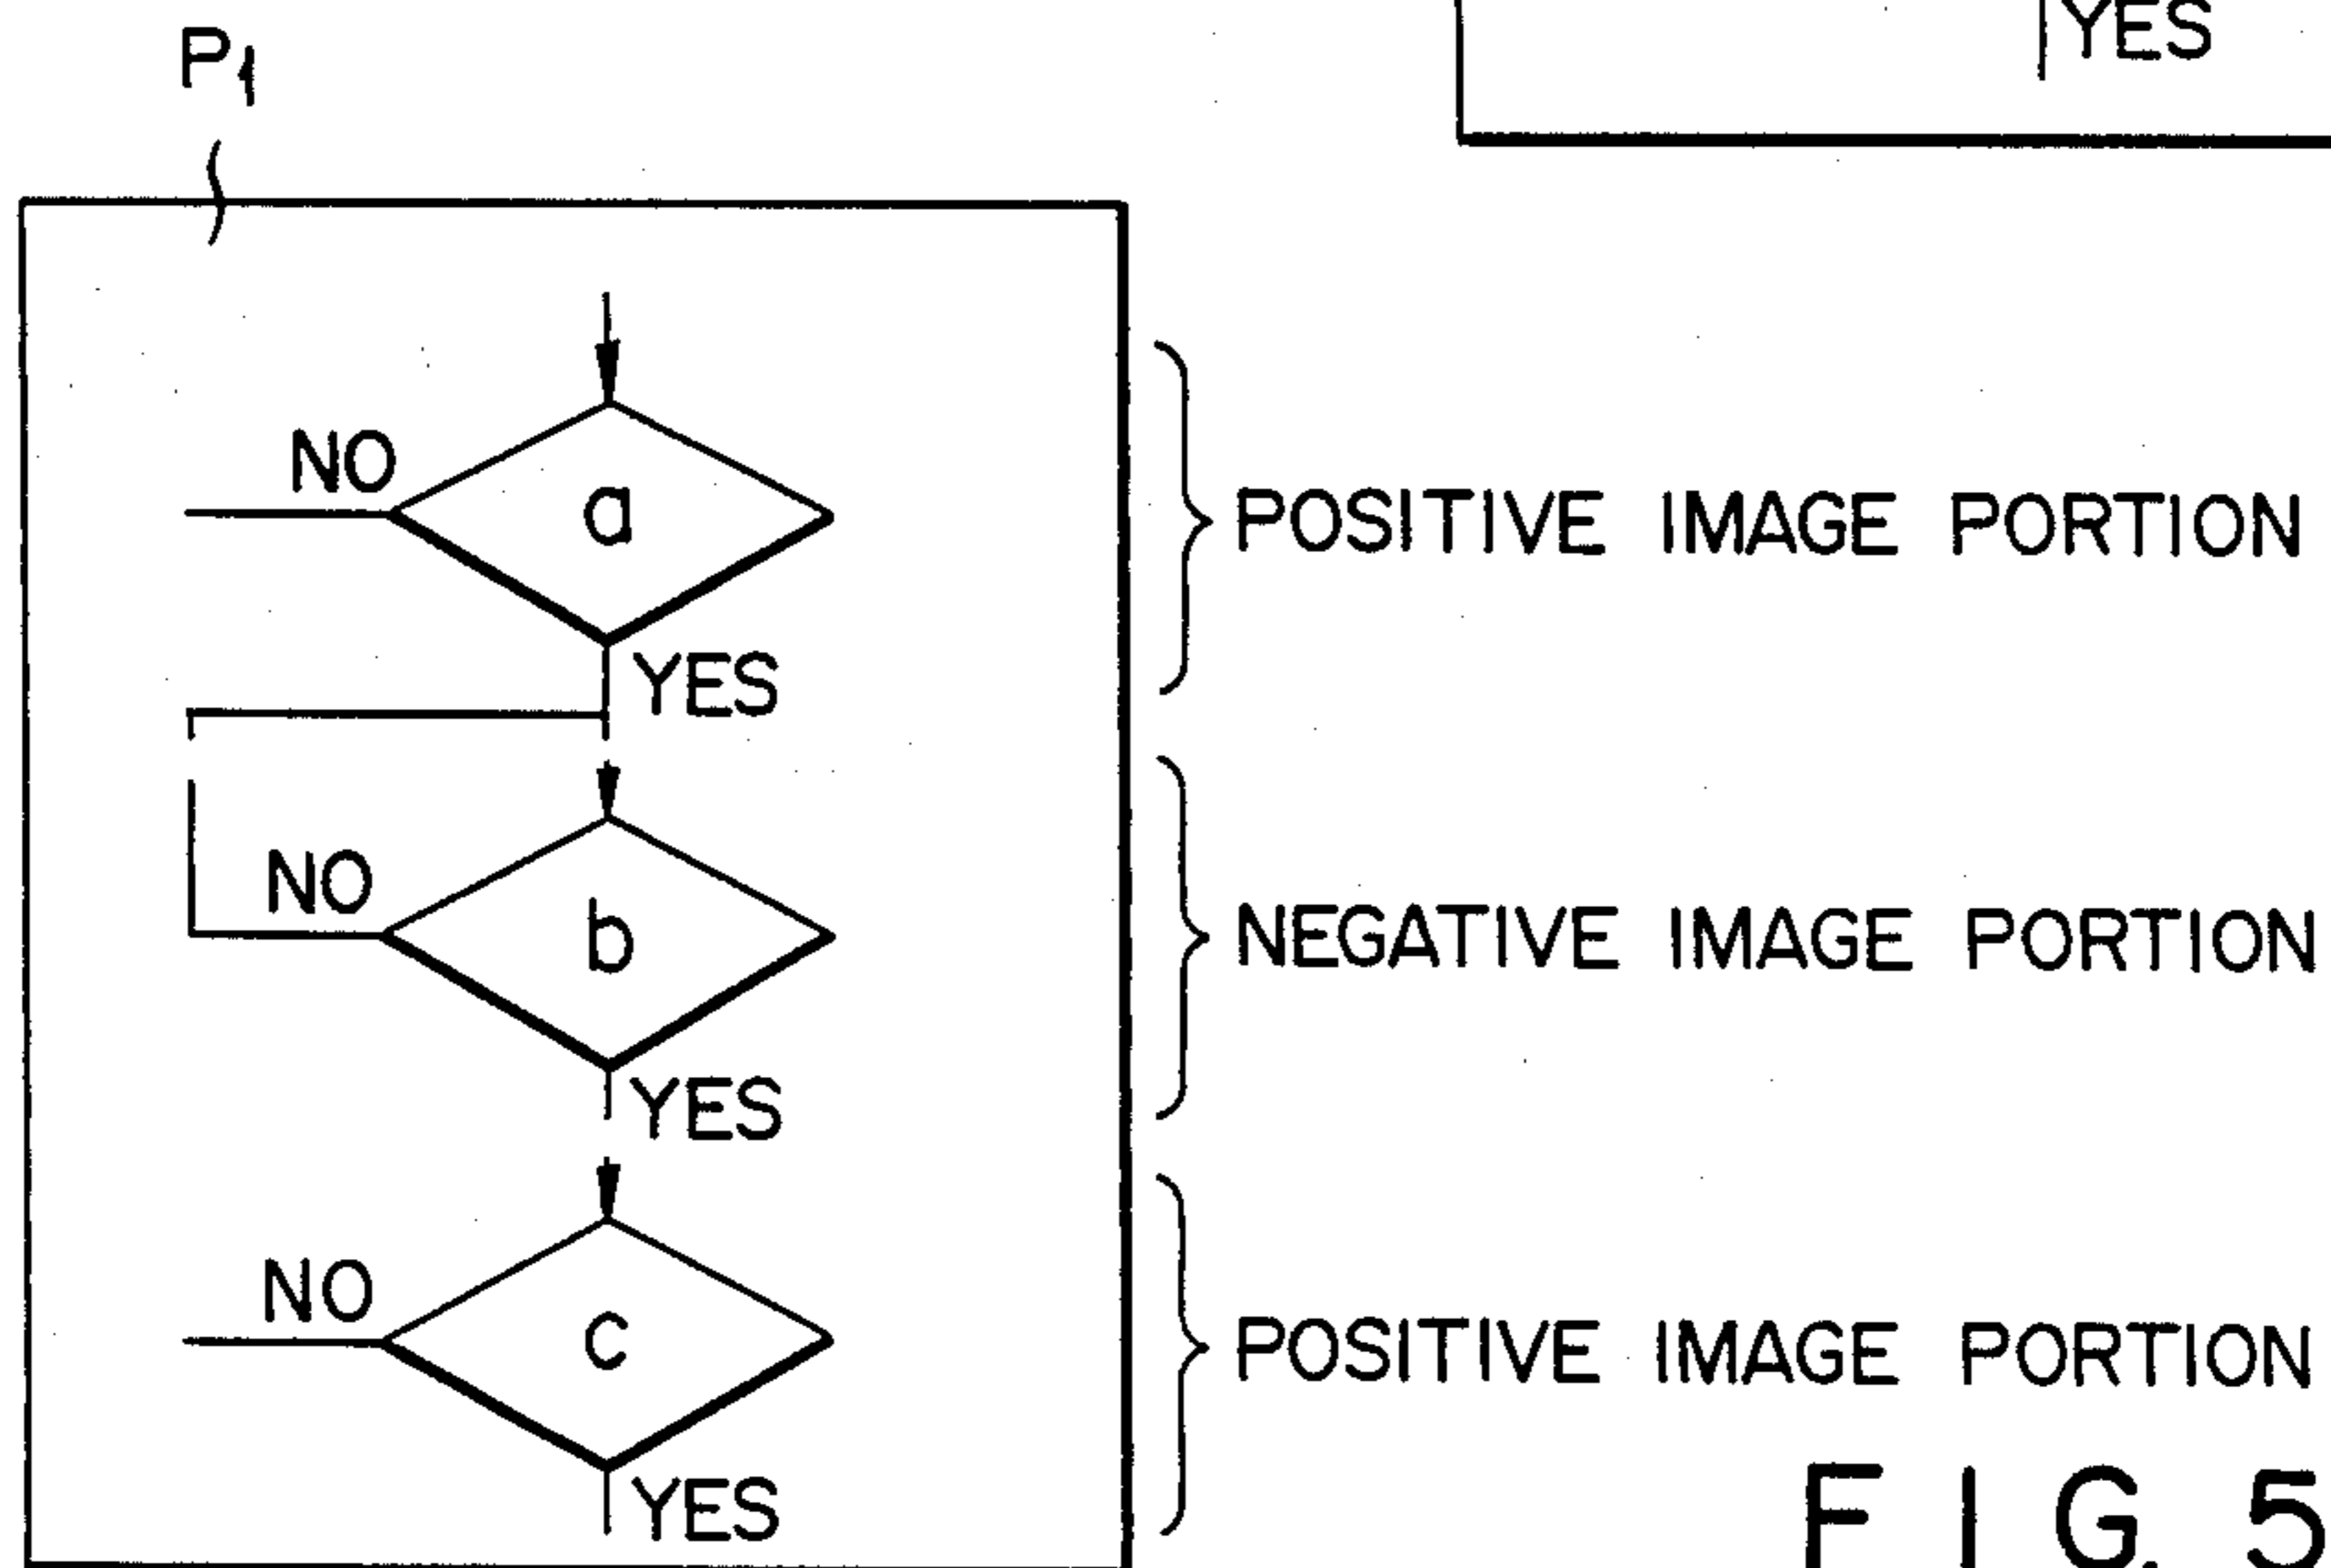 YES
P1
NO
a
POSITIVE IMAGE PORTION
YES
NO
b
NEGATIVE IMAGE PORTION
YES
NO
c
POSITIVE IMAGE PORTION
YES
FIG. 5